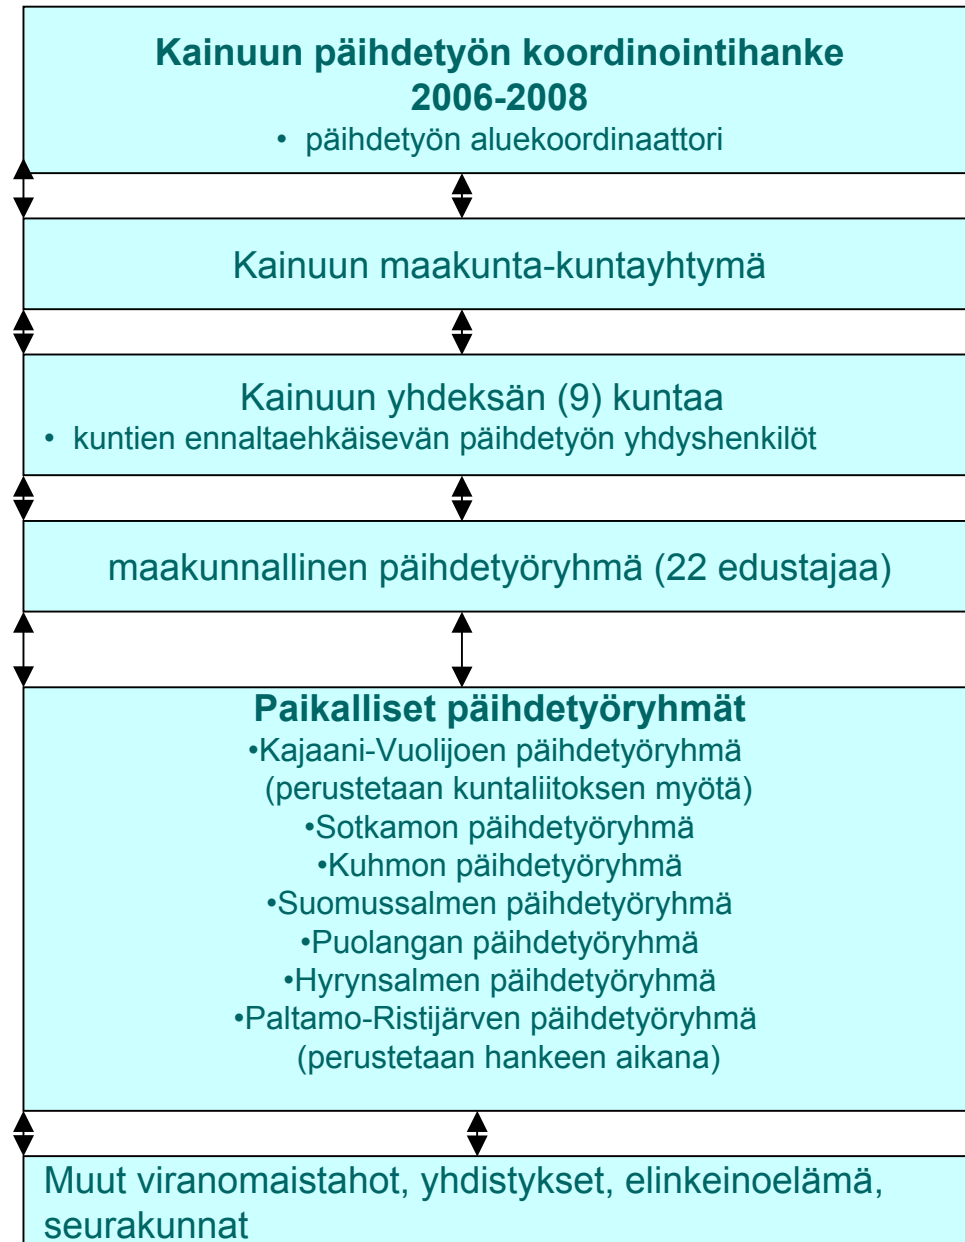 Kainuun päihdetyön koordinointihanke
2006-2008
• päihdetyön aluekoordinaattori
Kainuun maakunta-kuntayhtymä
Kainuun yhdeksän (9) kuntaa
• kuntien ennaltaehkäisevän päihdetyön yhdyshenkilöt
maakunnallinen päihdetyöryhmä (22 edustajaa)
Paikalliset päihdetyöryhmät
•Kajaani-Vuolijoen päihdetyöryhmä
(perustetaan kuntaliitoksen myötä)
•Sotkamon päihdetyöryhmä
•Kuhmon päihdetyöryhmä
•Suomussalmen päihdetyöryhmä
•Puolangan päihdetyöryhmä
•Hyrynsalmen päihdetyöryhmä
•Paltamo-Ristijärven päihdetyöryhmä
(perustetaan hankeen aikana)
Muut viranomaistahot, yhdistykset, elinkeinoelämä,
seurakunnat